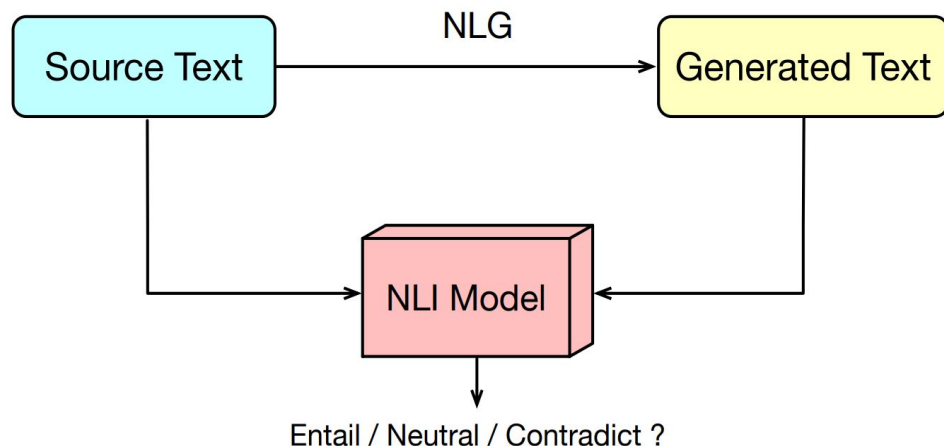 NLG
Source Text
Generated Text
NLI Model
Entail / Neutral / Contradict ?